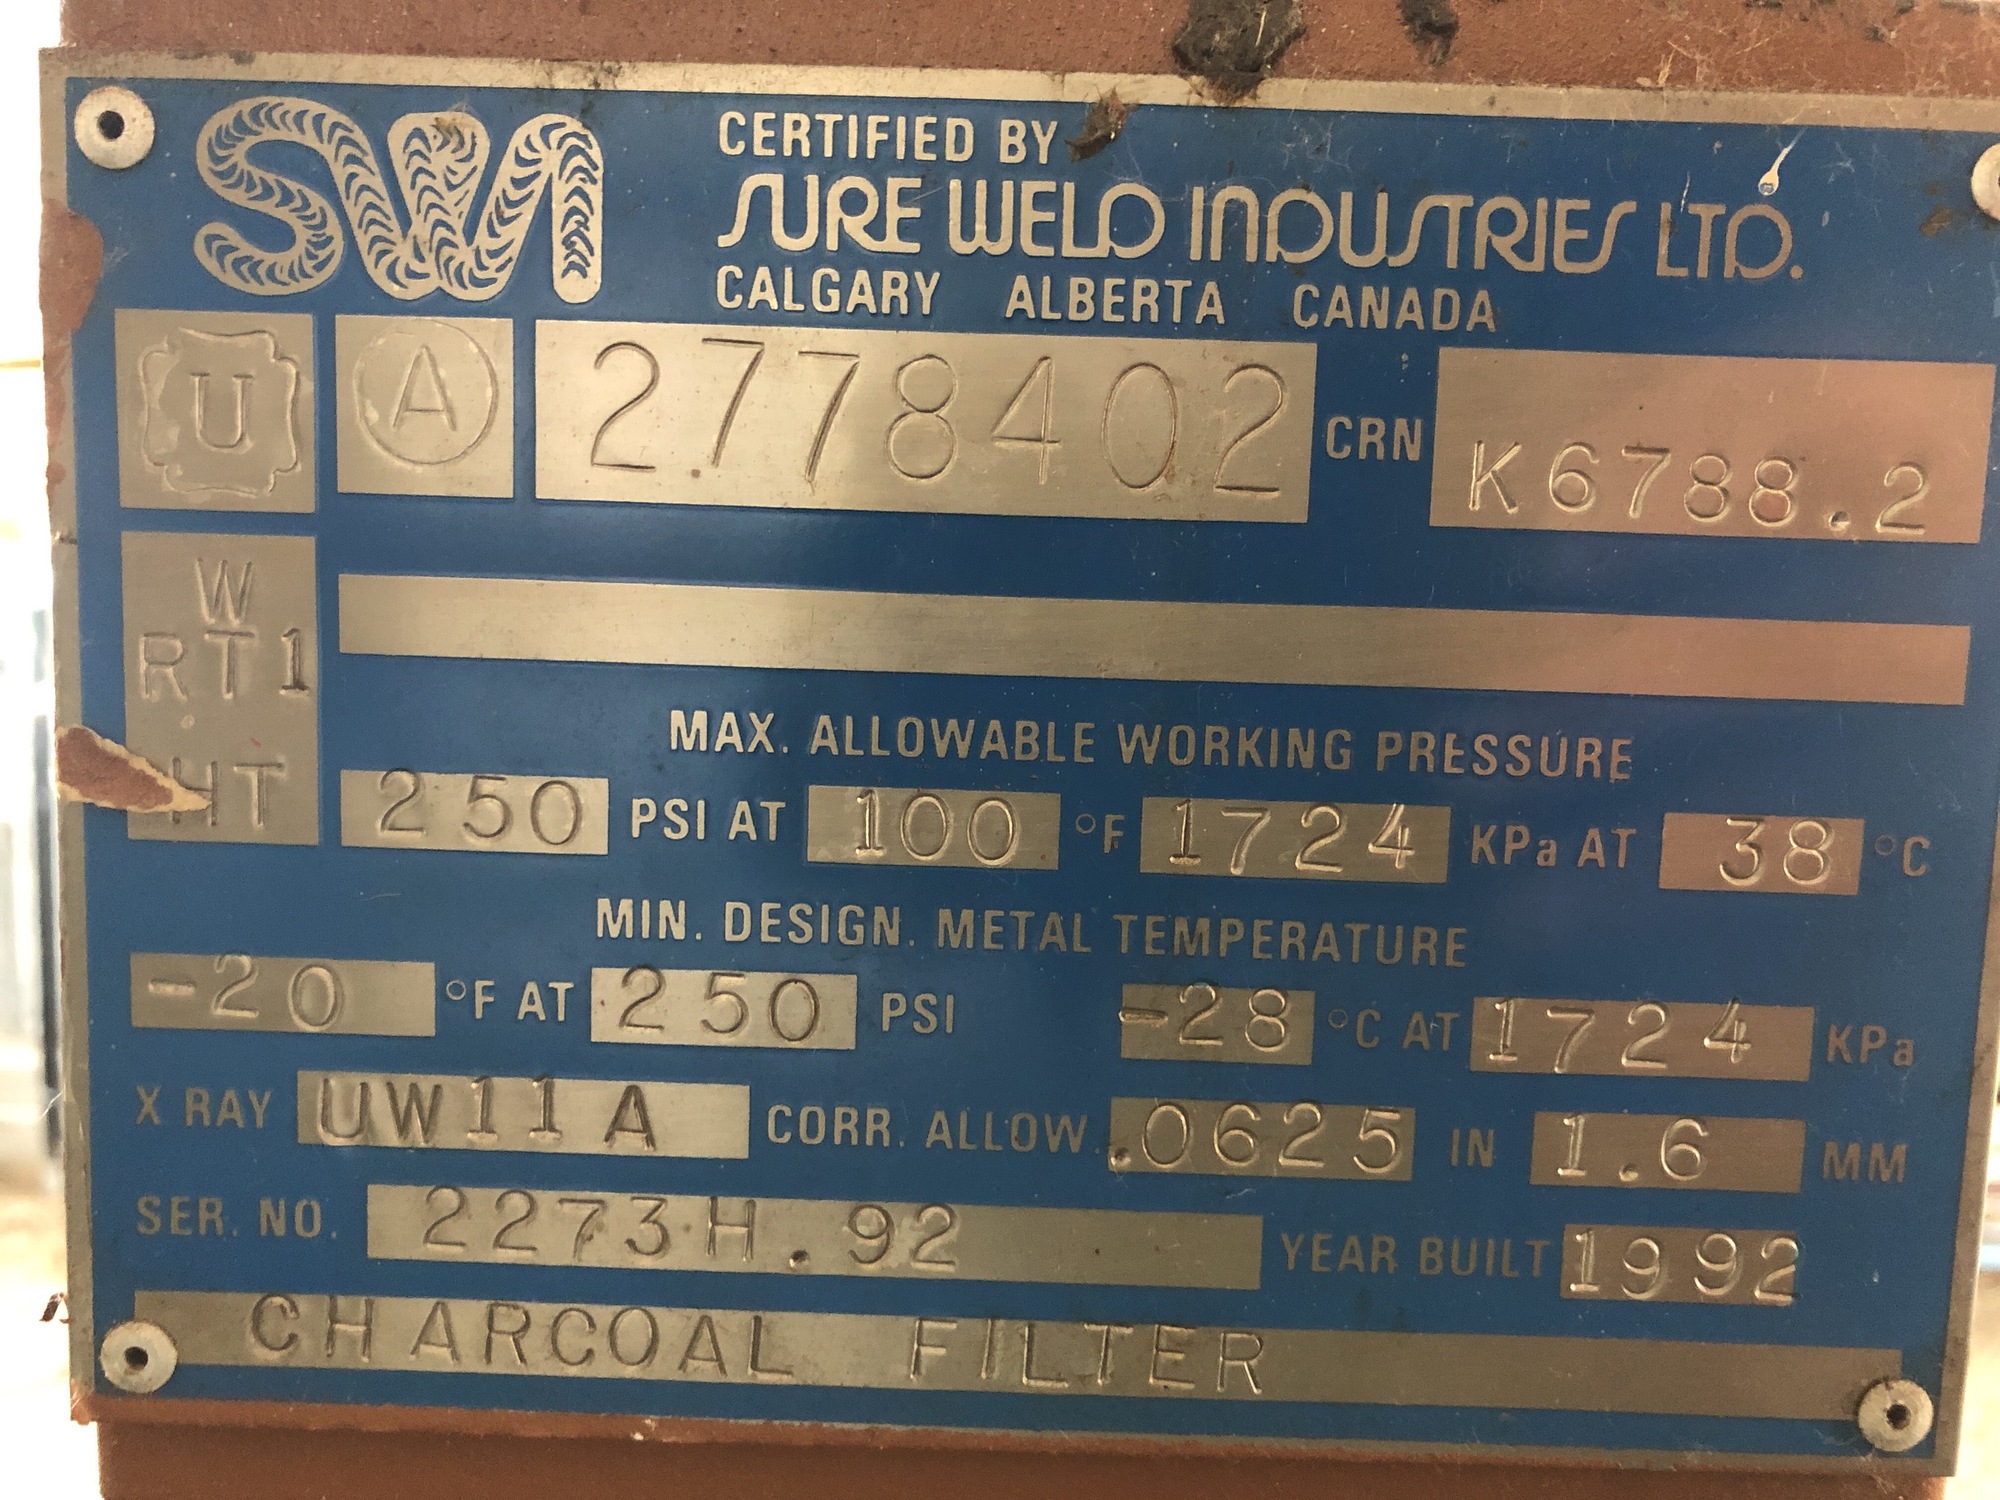 SWI
CERTIFIED BY
SURE WELD INDUSTRIES LTD.
CALGARY ALBERTA CANADA
U A 2778402 CRN K6788.2
W
RT1
HT
MAX. ALLOWABLE WORKING PRESSURE
250 PSI AT 100 °F 1724 KPa AT 38 °C
MIN. DESIGN. METAL TEMPERATURE
-20 °F AT 250 PSI -28 °C AT 1724 KPa
X RAY UW11A CORR. ALLOW. .0625 IN 1.6 MM
SER. NO. 2273H.92 YEAR BUILT 1992
CHARCOAL FILTER